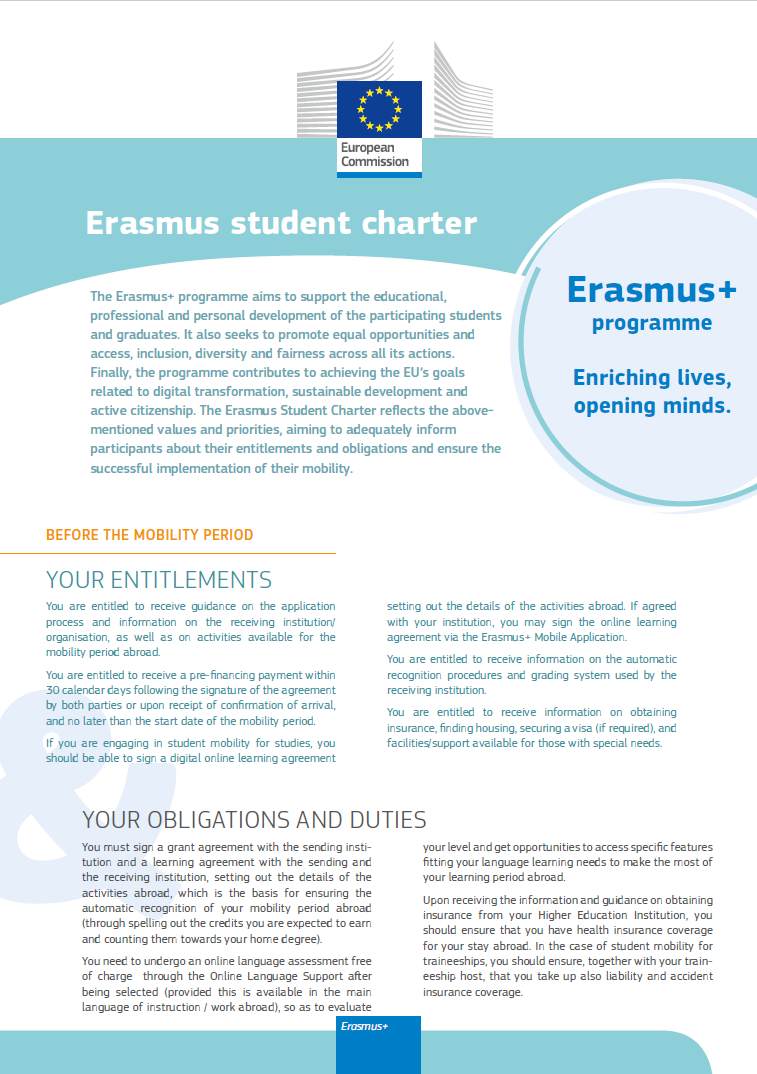 European
Commission
Erasmus student charter
The Erasmus+ programme aims to support the educational,
professional and personal development of the participating students
and graduates. It also seeks to promote equal opportunities and
access, inclusion, diversity and fairness across all its actions.
Finally, the programme contributes to achieving the EU's goals
related to digital transformation, sustainable development and
active citizenship. The Erasmus Student Charter reflects the above-
mentioned values and priorities, aiming to adequately inform
participants about their entitlements and obligations and ensure the
successful implementation of their mobility.
Erasmus+
programme
Enriching lives,
opening minds.
BEFORE THE MOBILITY PERIOD
YOUR ENTITLEMENTS
You are entitled to receive guidance on the application
process and information on the receiving institution/
organisation, as well as on activities available for the
mobility period abroad.
You are entitled to receive a pre-financing payment within
30 calendar days following the signature of the agreement
by both parties or upon receipt of confirmation of arrival,
and no later than the start date of the mobility period.
If you are engaging in student mobility for studies, you
should be able to sign a digital online learning agreement
setting out the details of the activities abroad. If agreed
with your institution, you may sign the online learning
agreement via the Erasmus+ Mobile Application.
You are entitled to receive information on the automatic
recognition procedures and grading system used by the
receiving institution.
You are entitled to receive information on obtaining
insurance, finding housing, securing a visa (if required), and
facilities/support available for those with special needs.
YOUR OBLIGATIONS AND DUTIES
You must sign a grant agreement with the sending insti-
tution and a learning agreement with the sending and
the receiving institution, setting out the details of the
activities abroad, which is the basis for ensuring the
automatic recognition of your mobility period abroad
(through spelling out the credits you are expected to earn
and counting them towards your home degree).
You need to undergo an online language assessment free
of charge through the Online Language Support after
being selected (provided this is available in the main
language of instruction / work abroad), so as to evaluate
your level and get opportunities to access specific features
fitting your language learning needs to make the most of
your learning period abroad.
Upon receiving the information and guidance on obtaining
insurance from your Higher Education Institution, you
should ensure that you have health insurance coverage
for your stay abroad. In the case of student mobility for
traineeships, you should ensure, together with your train-
eeship host, that you take up also liability and accident
insurance coverage.
Erasmus+